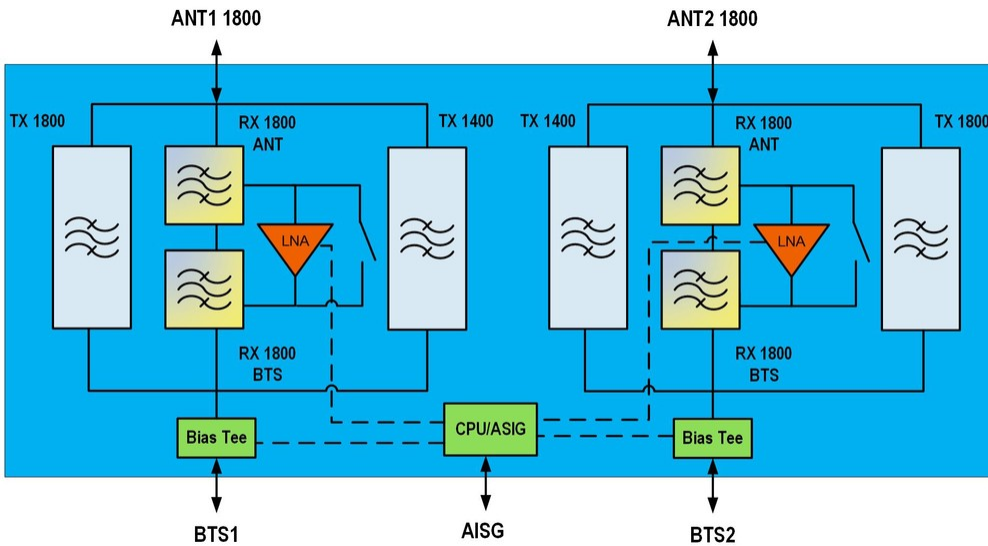 ANT1 1800
ANT2 1800
TX 1800
RX 1800
ANT
TX 1400
TX 1400
RX 1800
ANT
TX 1800
LNA
LNA
RX 1800
BTS
RX 1800
BTS
Bias Tee
CPU/ASIG
Bias Tee
BTS1
AISG
BTS2